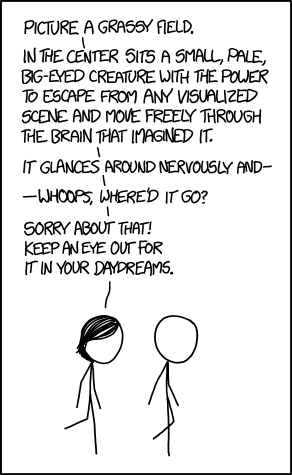 PICTURE A GRASSY FIELD.
IN THE CENTER SITS A SMALL, PALE,
BIG-EYED CREATURE WITH THE POWER
TO ESCAPE FROM ANY VISUALIZED
SCENE AND MOVE FREELY THROUGH
THE BRAIN THAT IMAGINED IT.
IT GLANCES AROUND NERVOUSLY AND—
—WHOOPS, WHERE'D IT GO?
SORRY ABOUT THAT!
KEEP AN EYE OUT FOR
IT IN YOUR DAYDREAMS.